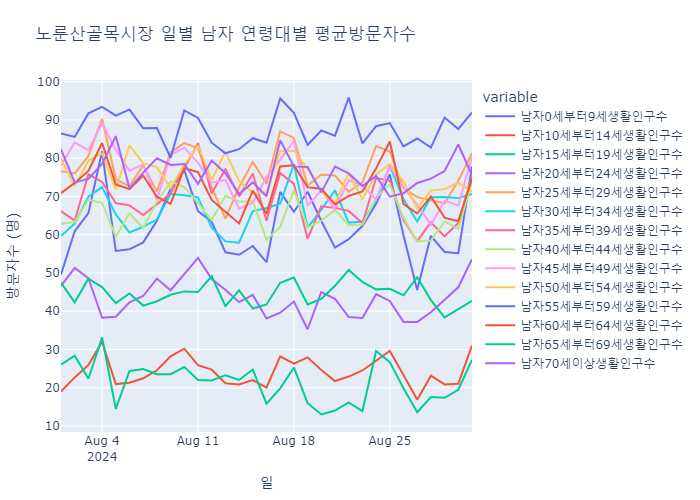 노룬산골목시장 일별 남자 연령대별 평균방문자수
variable
남자0세부터9세생활인구수
남자10세부터14세생활인구수
남자15세부터19세생활인구수
남자20세부터24세생활인구수
남자25세부터29세생활인구수
남자30세부터34세생활인구수
남자35세부터39세생활인구수
남자40세부터44세생활인구수
남자45세부터49세생활인구수
남자50세부터54세생활인구수
남자55세부터59세생활인구수
남자60세부터64세생활인구수
남자65세부터69세생활인구수
남자70세이상생활인구수
방문자수 (명)
100
90
80
70
60
50
40
30
20
10
Aug 4
2024
Aug 11
Aug 18
Aug 25
일